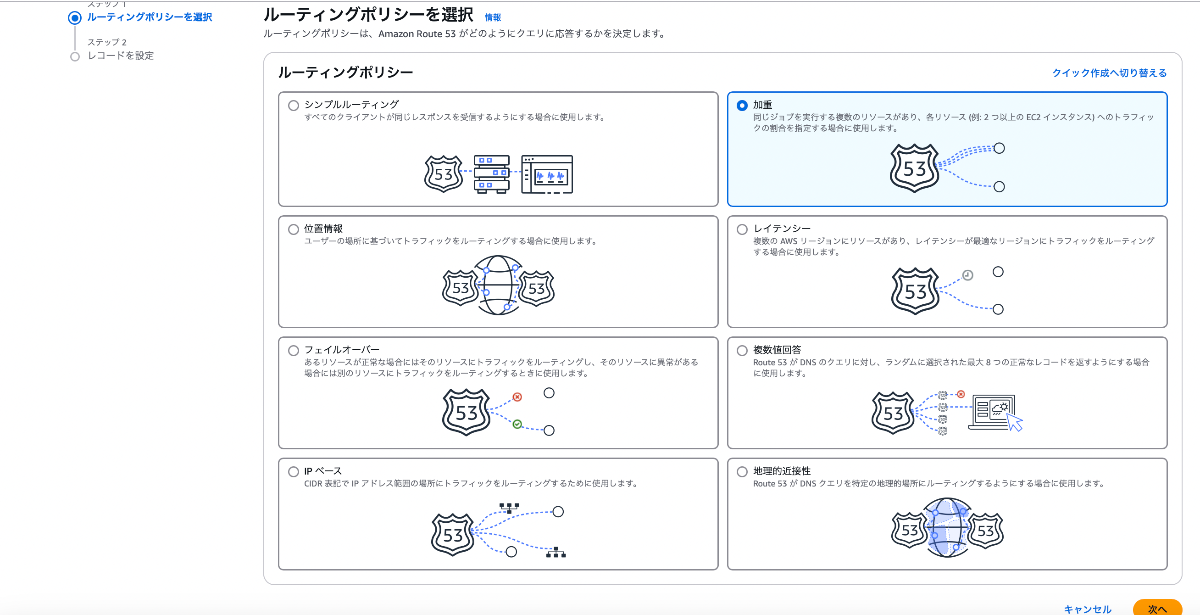 ステップ 1
ルーティングポリシーを選択
ステップ 2
レコードを設定
ルーティングポリシーを選択 情報
ルーティングポリシーは、Amazon Route 53 がどのようにクエリに応答するかを決定します。
ルーティングポリシー
クイック作成へ切り替える
シンプルルーティング
すべてのクライアントが同じレスポンスを受信するようにする場合に使用します。
53
加重
同じジョブを実行する複数のリソースがあり、各リソース (例: 2 つ以上の EC2 インスタンス) へのトラフィッ
クの割合を指定する場合に使用します。
53
位置情報
ユーザーの場所に基づいてトラフィックをルーティングする場合に使用します。
53 53
レイテンシー
複数の AWS リージョンにリソースがあり、レイテンシーが最適なリージョンにトラフィックをルーティング
する場合に使用します。
53
フェイルオーバー
あるリソースが正常な場合にはそのリソースにトラフィックをルーティングし、そのリソースに異常がある
場合には別のリソースにトラフィックをルーティングするときに使用します。
53
複数値回答
Route 53 が DNS のクエリに対し、ランダムに選択された最大 8 つの正常なレコードを返すようにする場合
に使用します。
53
IP ベース
CIDR 表記で IP アドレス範囲の場所にトラフィックをルーティングするために使用します。
53
地理的近接性
Route 53 が DNS クエリを特定の地理的場所にルーティングするようにする場合に使用します。
53 53
キャンセル
次へ